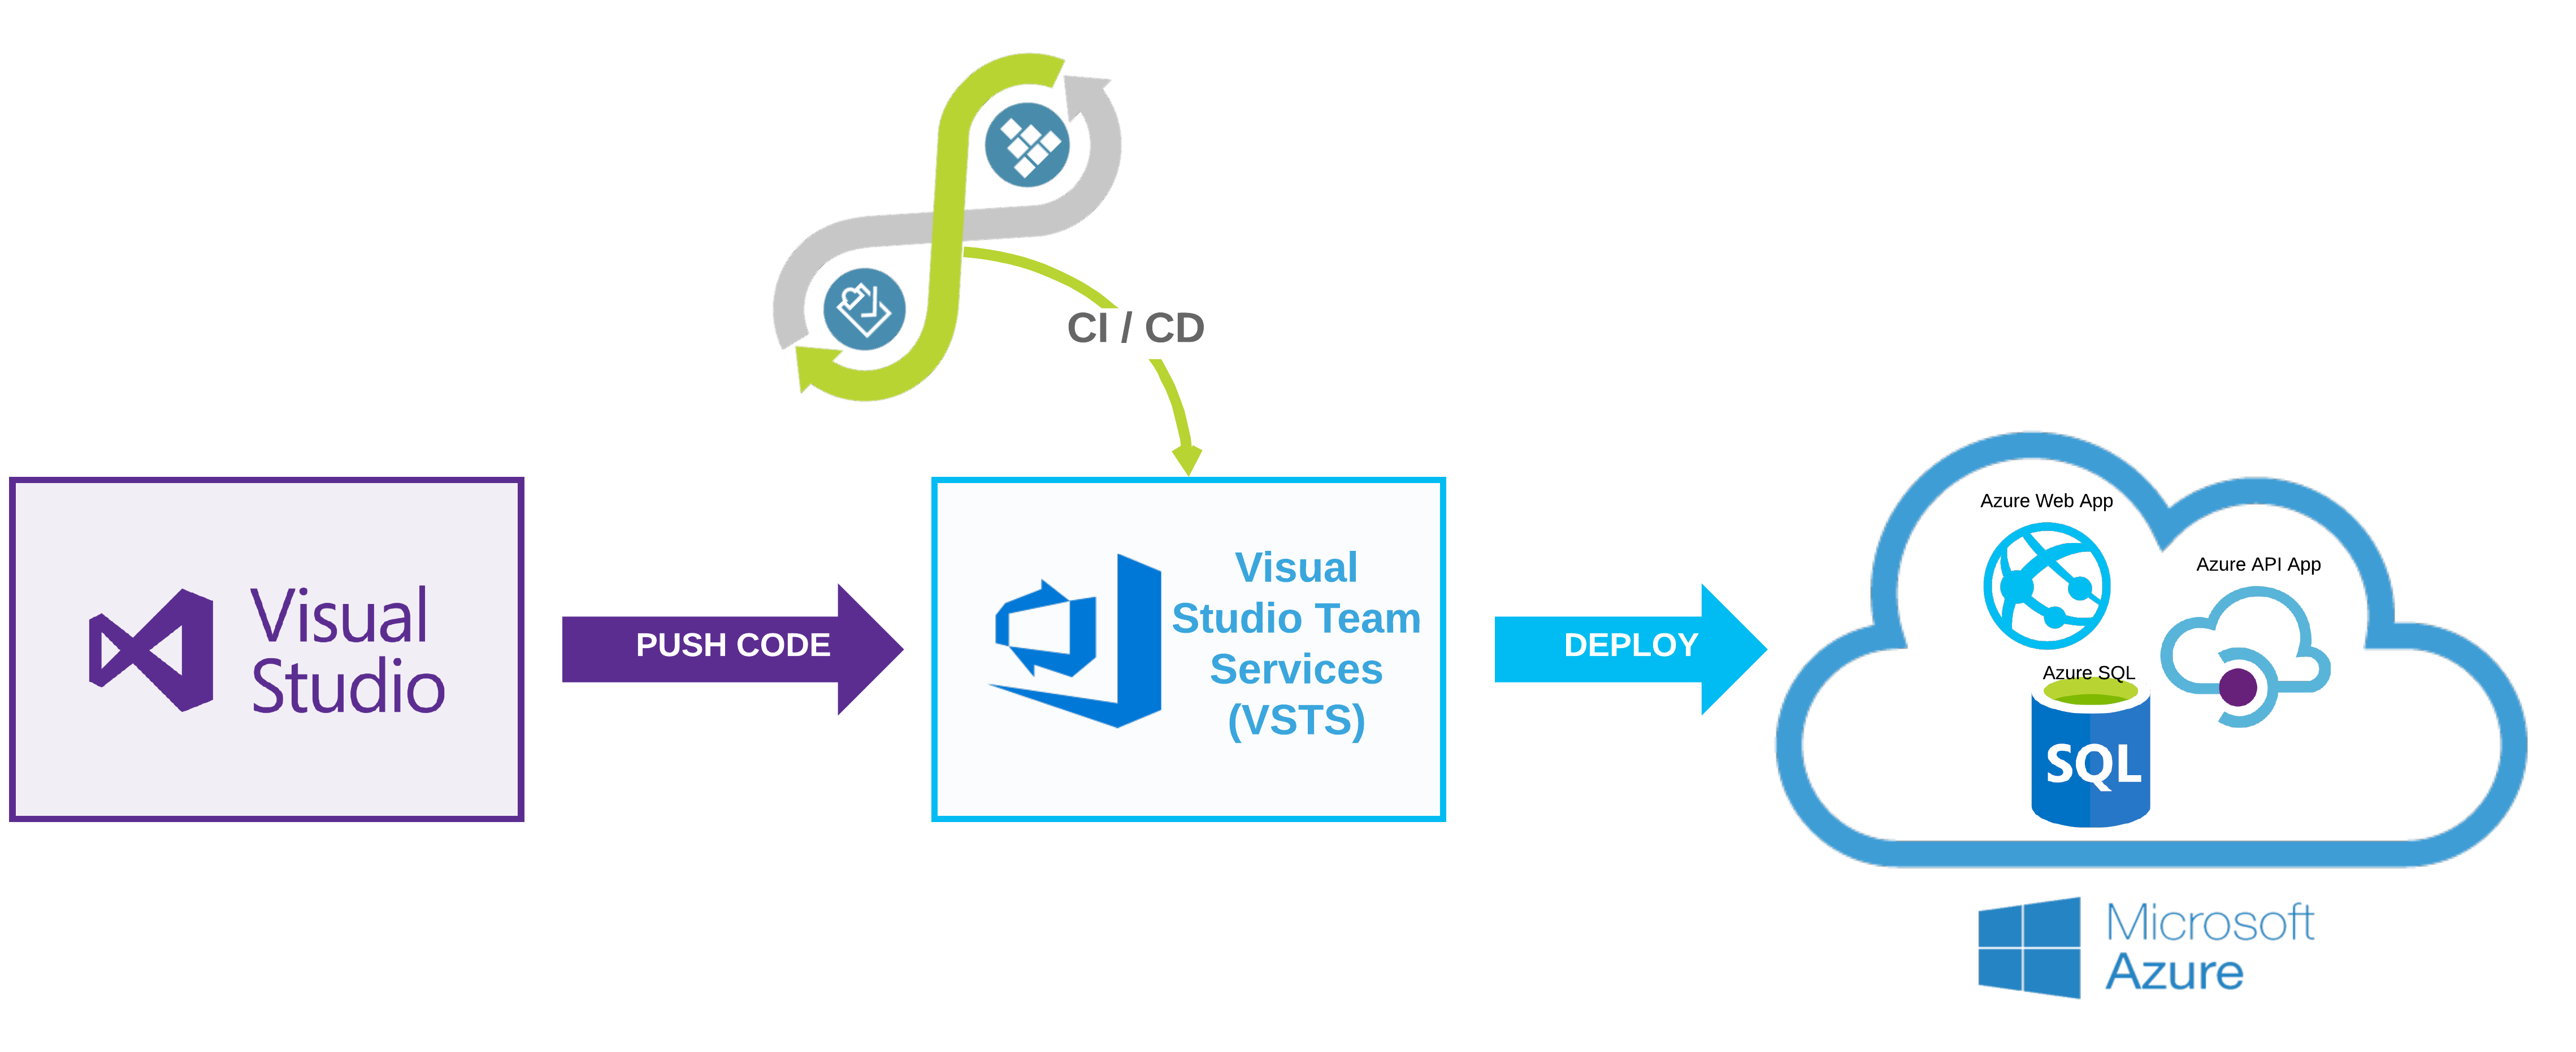 CI / CD
Visual
Studio
PUSH CODE
Visual
Studio Team
Services
(VSTS)
DEPLOY
Azure Web App
Azure API App
Azure SQL
SQL
Microsoft
Azure